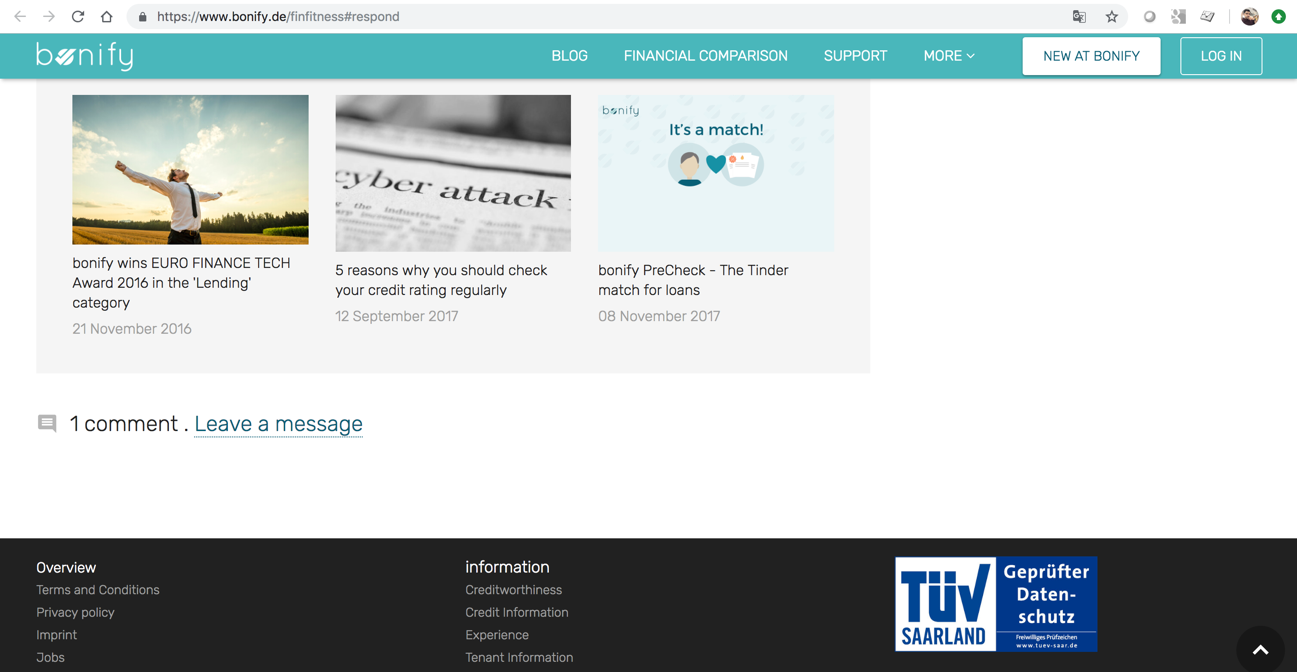 https://www.bonify.de/finfitness#respond
bonify
BLOG
FINANCIAL COMPARISON
SUPPORT
MORE
NEW AT BONIFY
LOG IN
bonify wins EURO FINANCE TECH
Award 2016 in the 'Lending'
category
21 November 2016
cyber attack
5 reasons why you should check
your credit rating regularly
12 September 2017
bonify
It's a match!
bonify PreCheck - The Tinder
match for loans
08 November 2017
1 comment . Leave a message
Overview
Terms and Conditions
Privacy policy
Imprint
Jobs
information
Creditworthiness
Credit Information
Experience
Tenant Information
TÜV
SAARLAND
Geprüfter
Daten-
schutz
Freiwilliges Prüfzeichen
www.tuev-saar.de